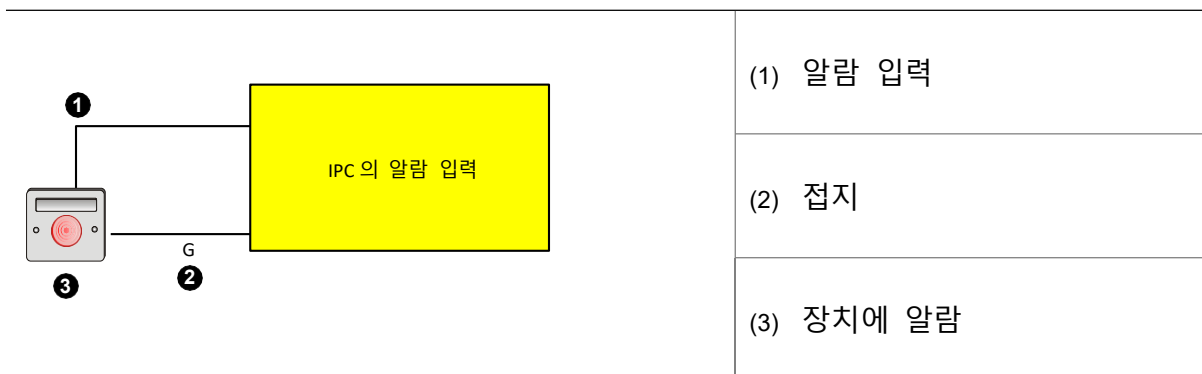 1
IPC 의 알람 입력
G
2
3
(1) 알람 입력
(2) 접지
(3) 장치에 알람